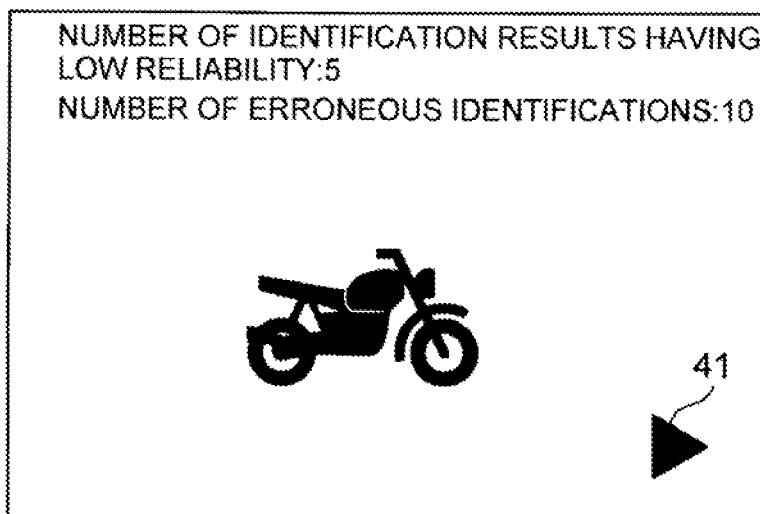 NUMBER OF IDENTIFICATION RESULTS HAVING
LOW RELIABILITY:5
NUMBER OF ERRONEOUS IDENTIFICATIONS:10
41